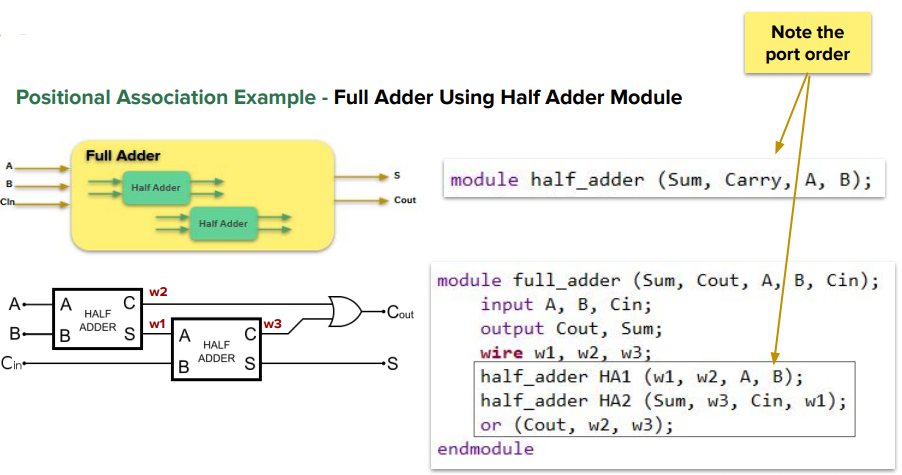 Note the
port order
Positional Association Example - Full Adder Using Half Adder Module
Full Adder
A
B
CIn
Half Adder
Half Adder
S
Cout
module half_adder (Sum, Carry, A, B);
A
B
Cin
A
B
HALF
ADDER
C
S
w2
w1
A
B
HALF
ADDER
C
S
w3
Cout
S
module full_adder (Sum, Cout, A, B, Cin);
input A, B, Cin;
output Cout, Sum;
wire w1, w2, w3;
half_adder HA1 (w1, w2, A, B);
half_adder HA2 (Sum, w3, Cin, w1);
or (Cout, w2, w3);
endmodule